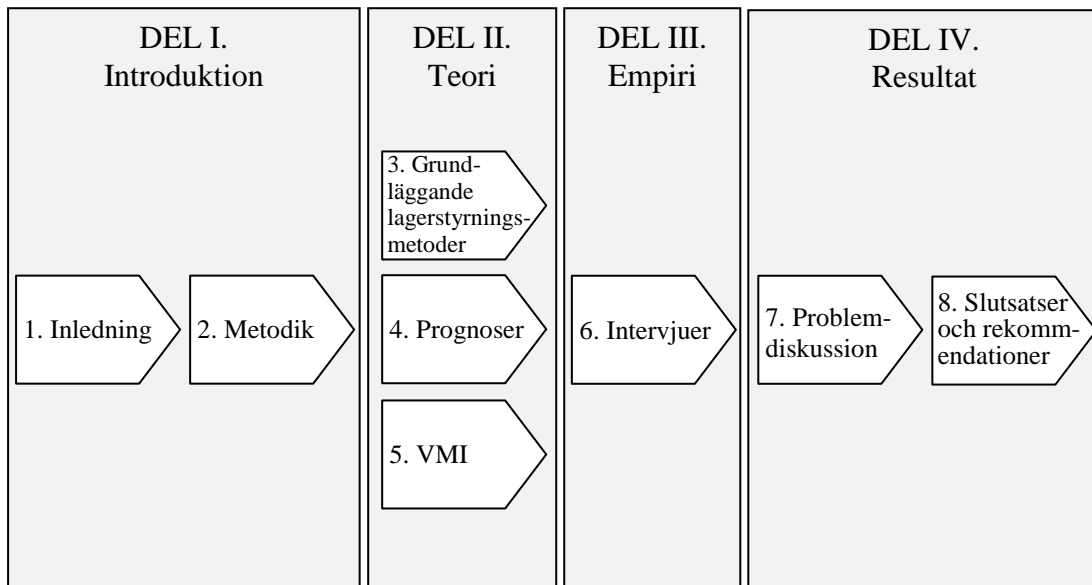 DEL I.
Introduktion
DEL II.
Teori
DEL III.
Empiri
DEL IV.
Resultat
1. Inledning
2. Metodik
3. Grund-
läggande
lagerstyrnings-
metoder
4. Prognoser
5. VMI
6. Intervjuer
7. Problem-
diskussion
8. Slutsatser
och rekomm-
endationer